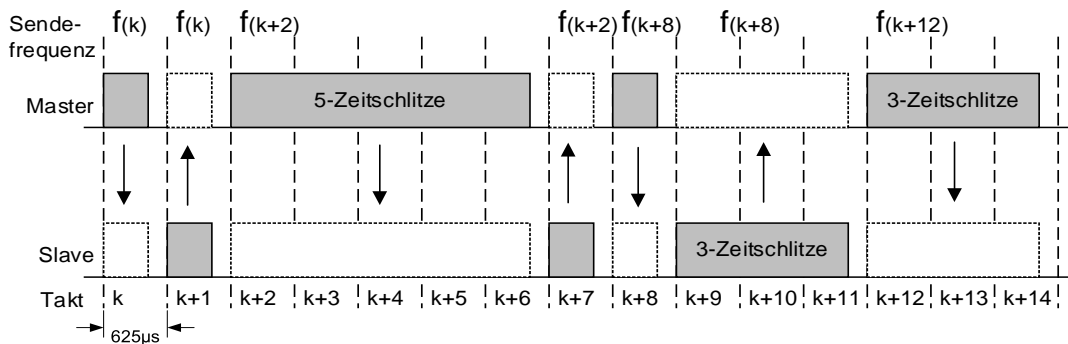 Sende-
frequenz
f(k) f(k) f(k+2) f(k+2) f(k+8) f(k+8) f(k+12)
Master 5-Zeitschlitze 3-Zeitschlitze
Slave 3-Zeitschlitze
Takt k k+1 k+2 k+3 k+4 k+5 k+6 k+7 k+8 k+9 k+10 k+11 k+12 k+13 k+14
625µs